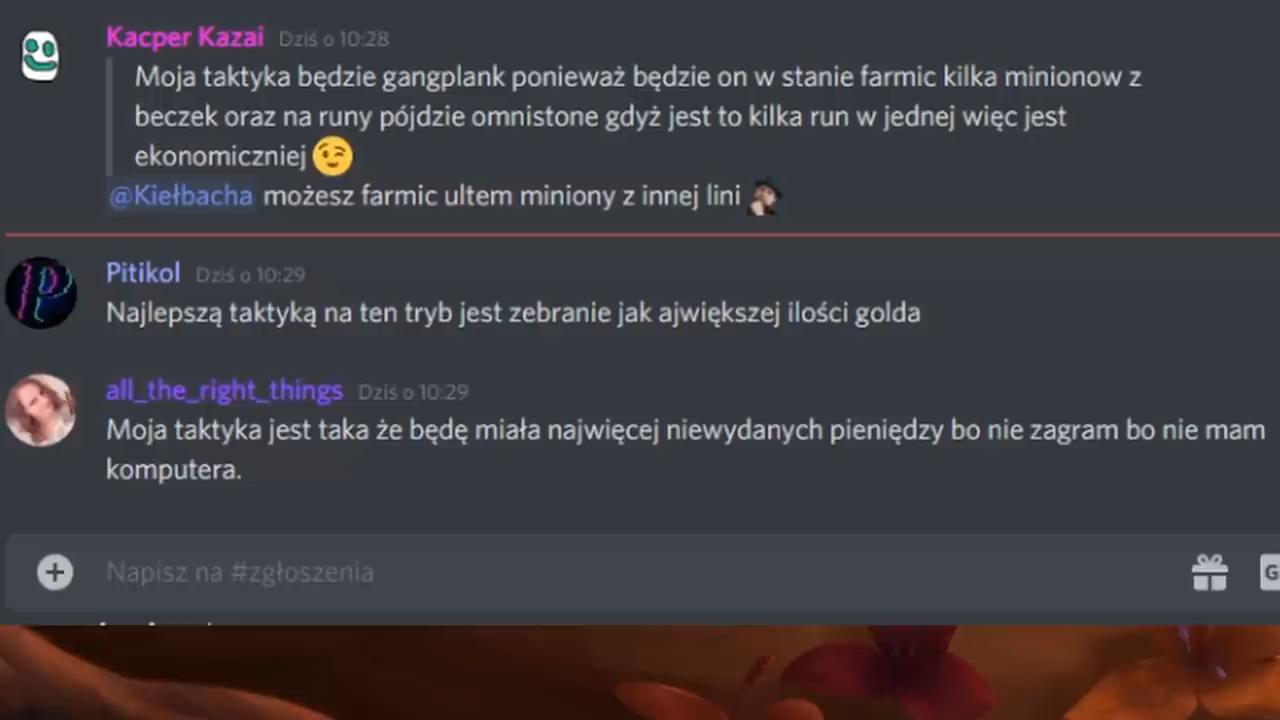 Kacper Kazai Dziś o 10:28
Moja taktyka będzie gangplank ponieważ będzie on w stanie farmic kilka minionow z
beczek oraz na runy pójdzie omnistone gdyż jest to kilka run w jednej więc jest
ekonomiczniej 😉
@Kiełbacha możesz farmic ultem miniony z innej lini
Pitikol Dziś o 10:29
Najlepszą taktyką na ten tryb jest zebranie jak ajwiększej ilości golda
all_the_right_things Dziś o 10:29
Moja taktyka jest taka że będę miała najwięcej niewydanych pieniędzy bo nie zagram bo nie mam
komputera.
Napisz na #zgłoszenia